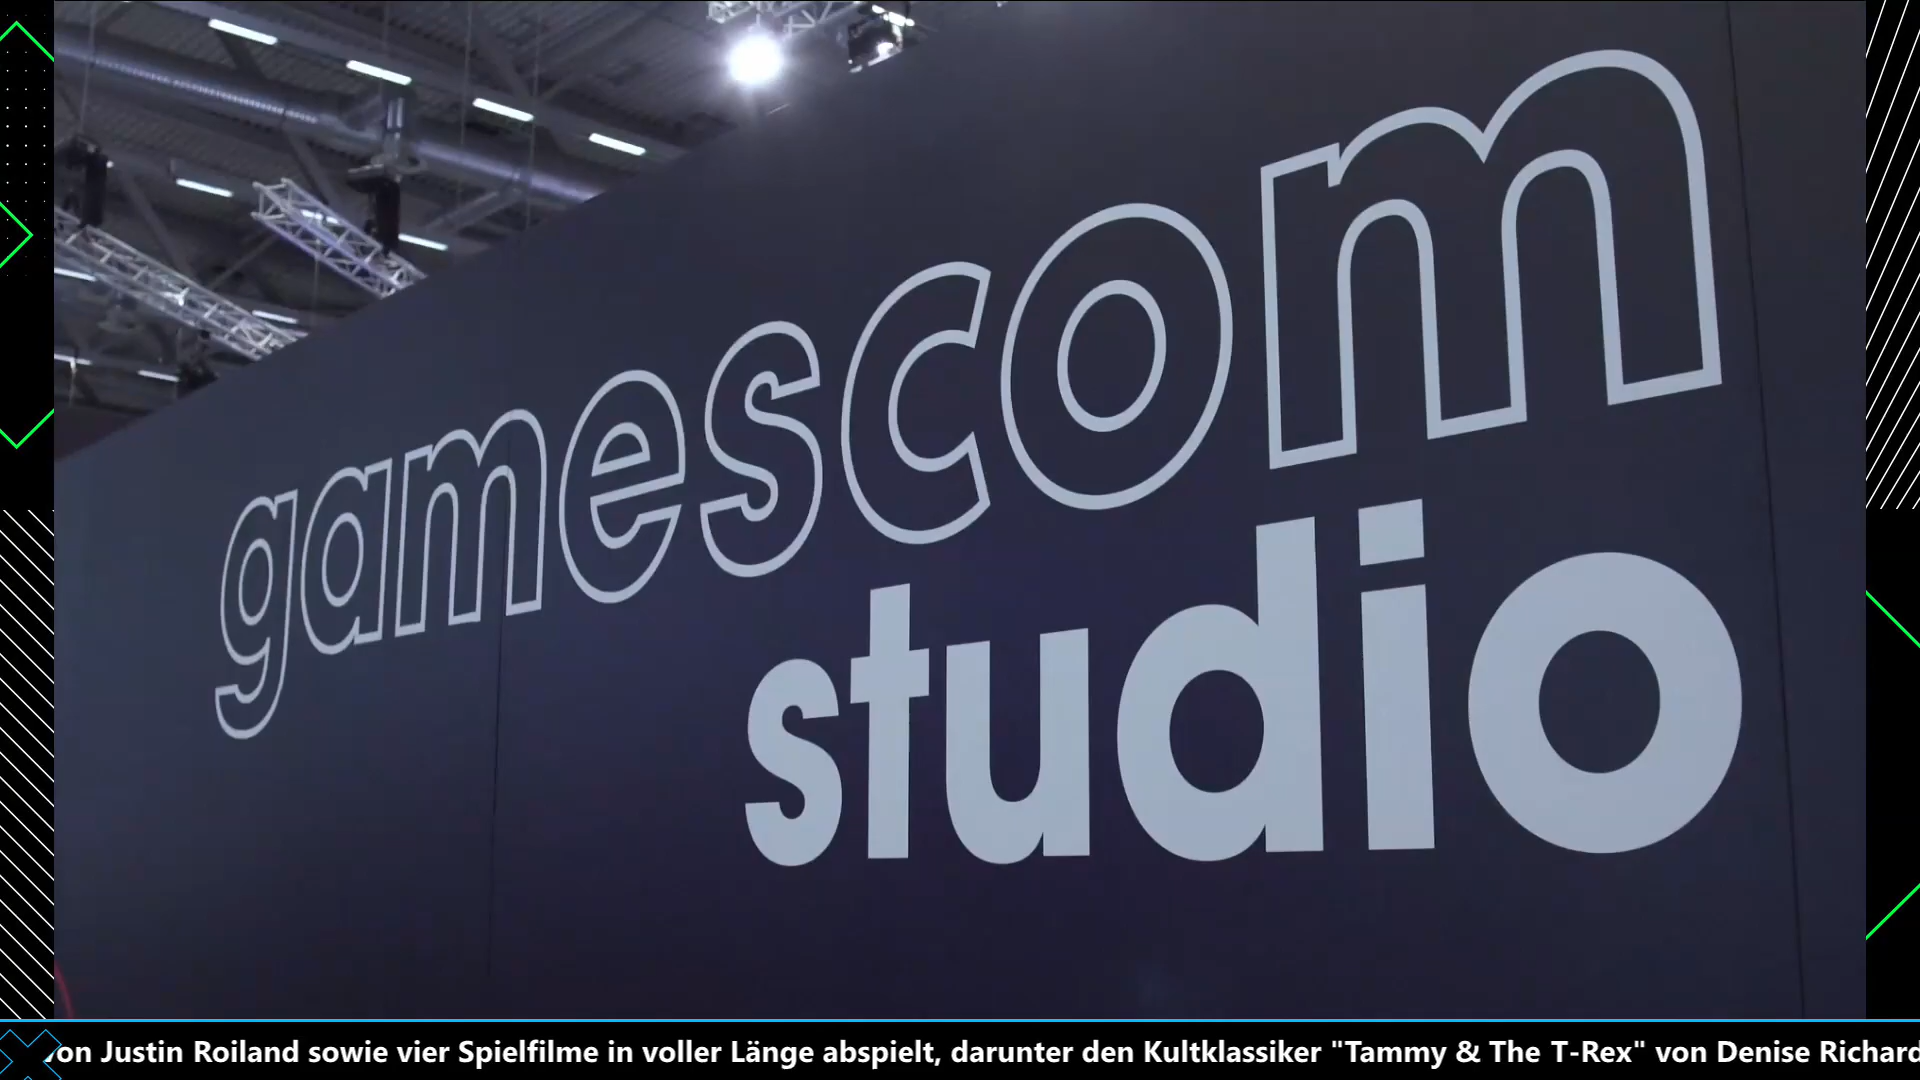 gamescom
studio
von Justin Roiland sowie vier Spielfilme in voller Länge abspielt, darunter den Kultklassiker "Tammy & The T-Rex" von Denise Richard